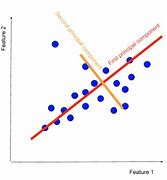 Feature 2
Second principal component
First principal component
Feature 1